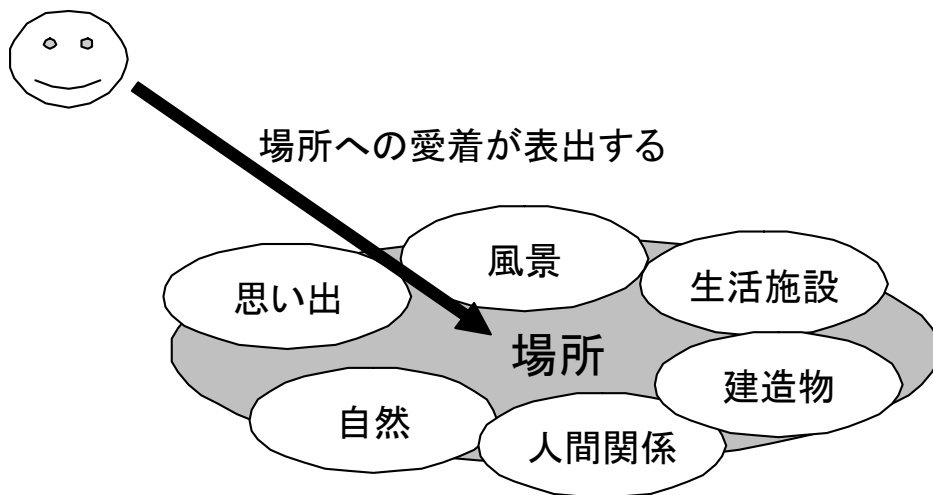 場所への愛着が表出する
風景
思い出
生活施設
場所
建造物
自然
人間関係